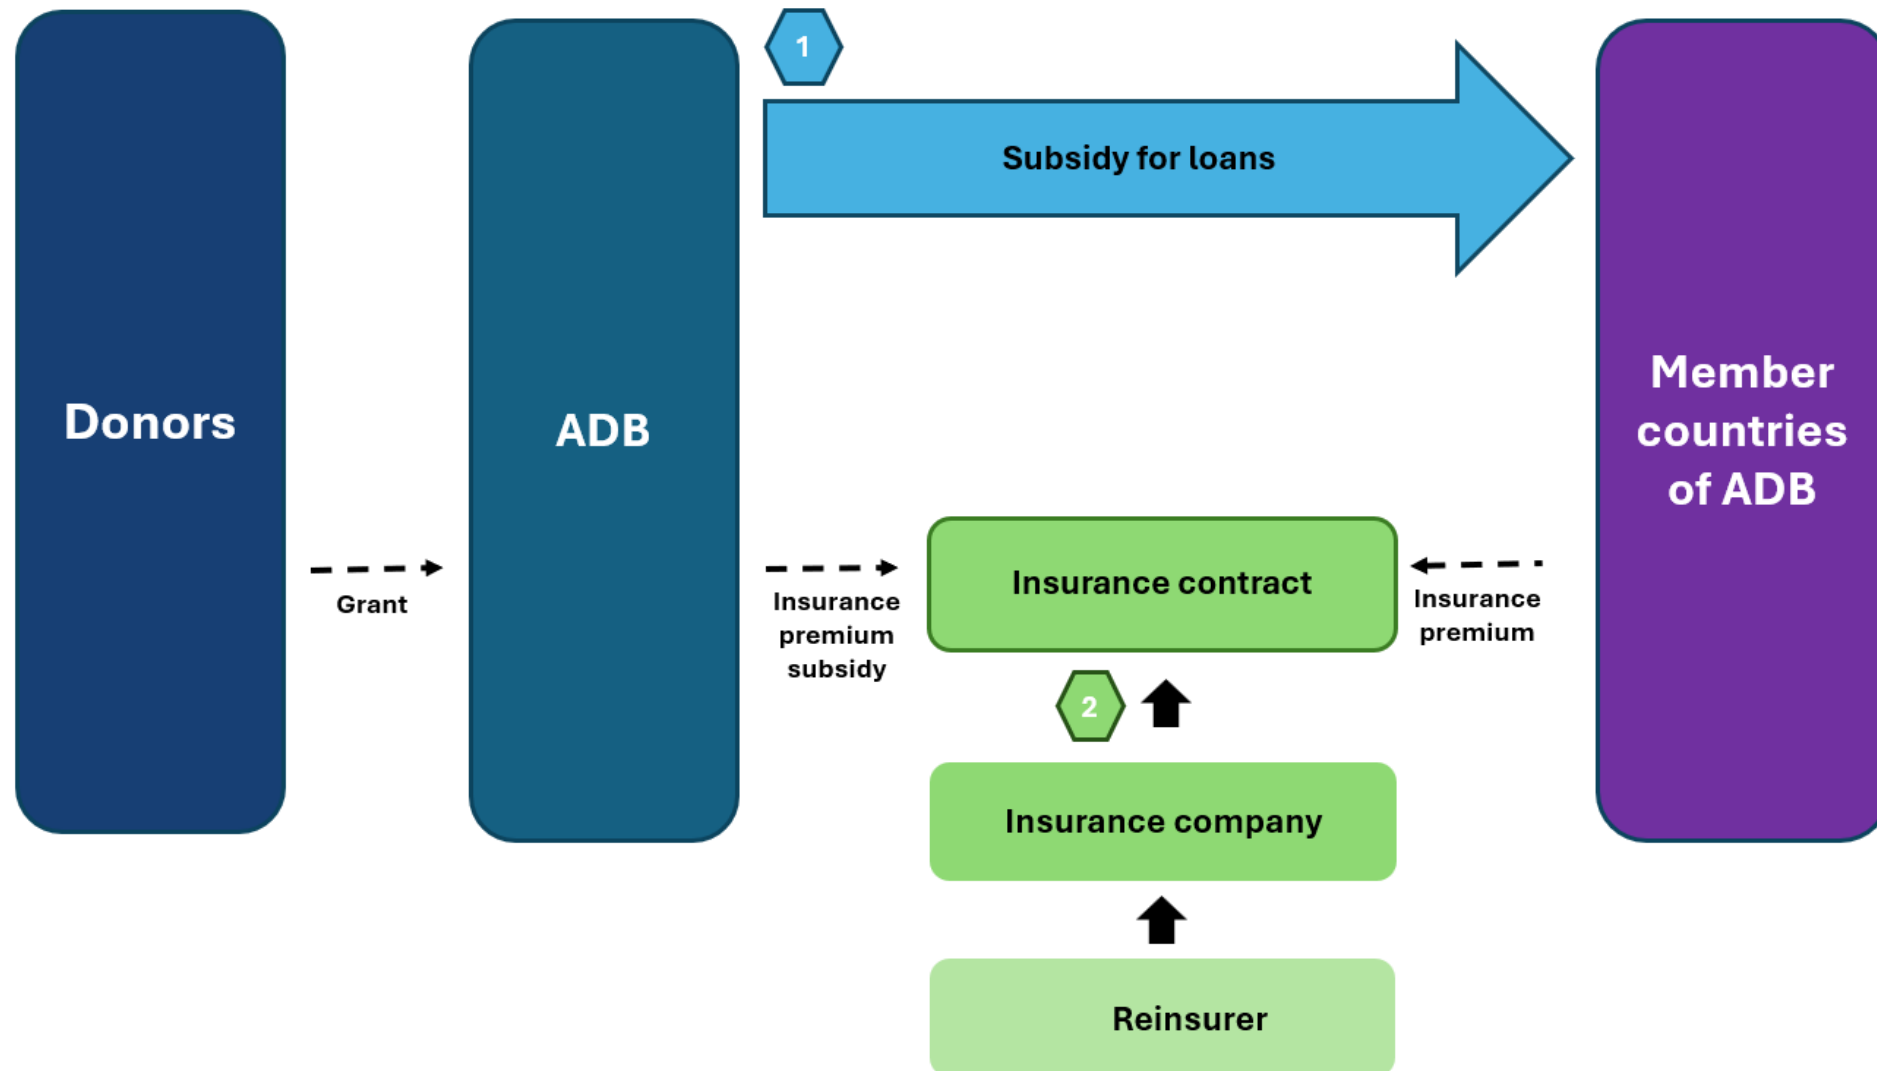 1
Subsidy for loans
Donors
ADB
Member
countries
of ADB
Grant
Insurance
premium
subsidy
Insurance contract
Insurance
premium
2
Insurance company
Reinsurer